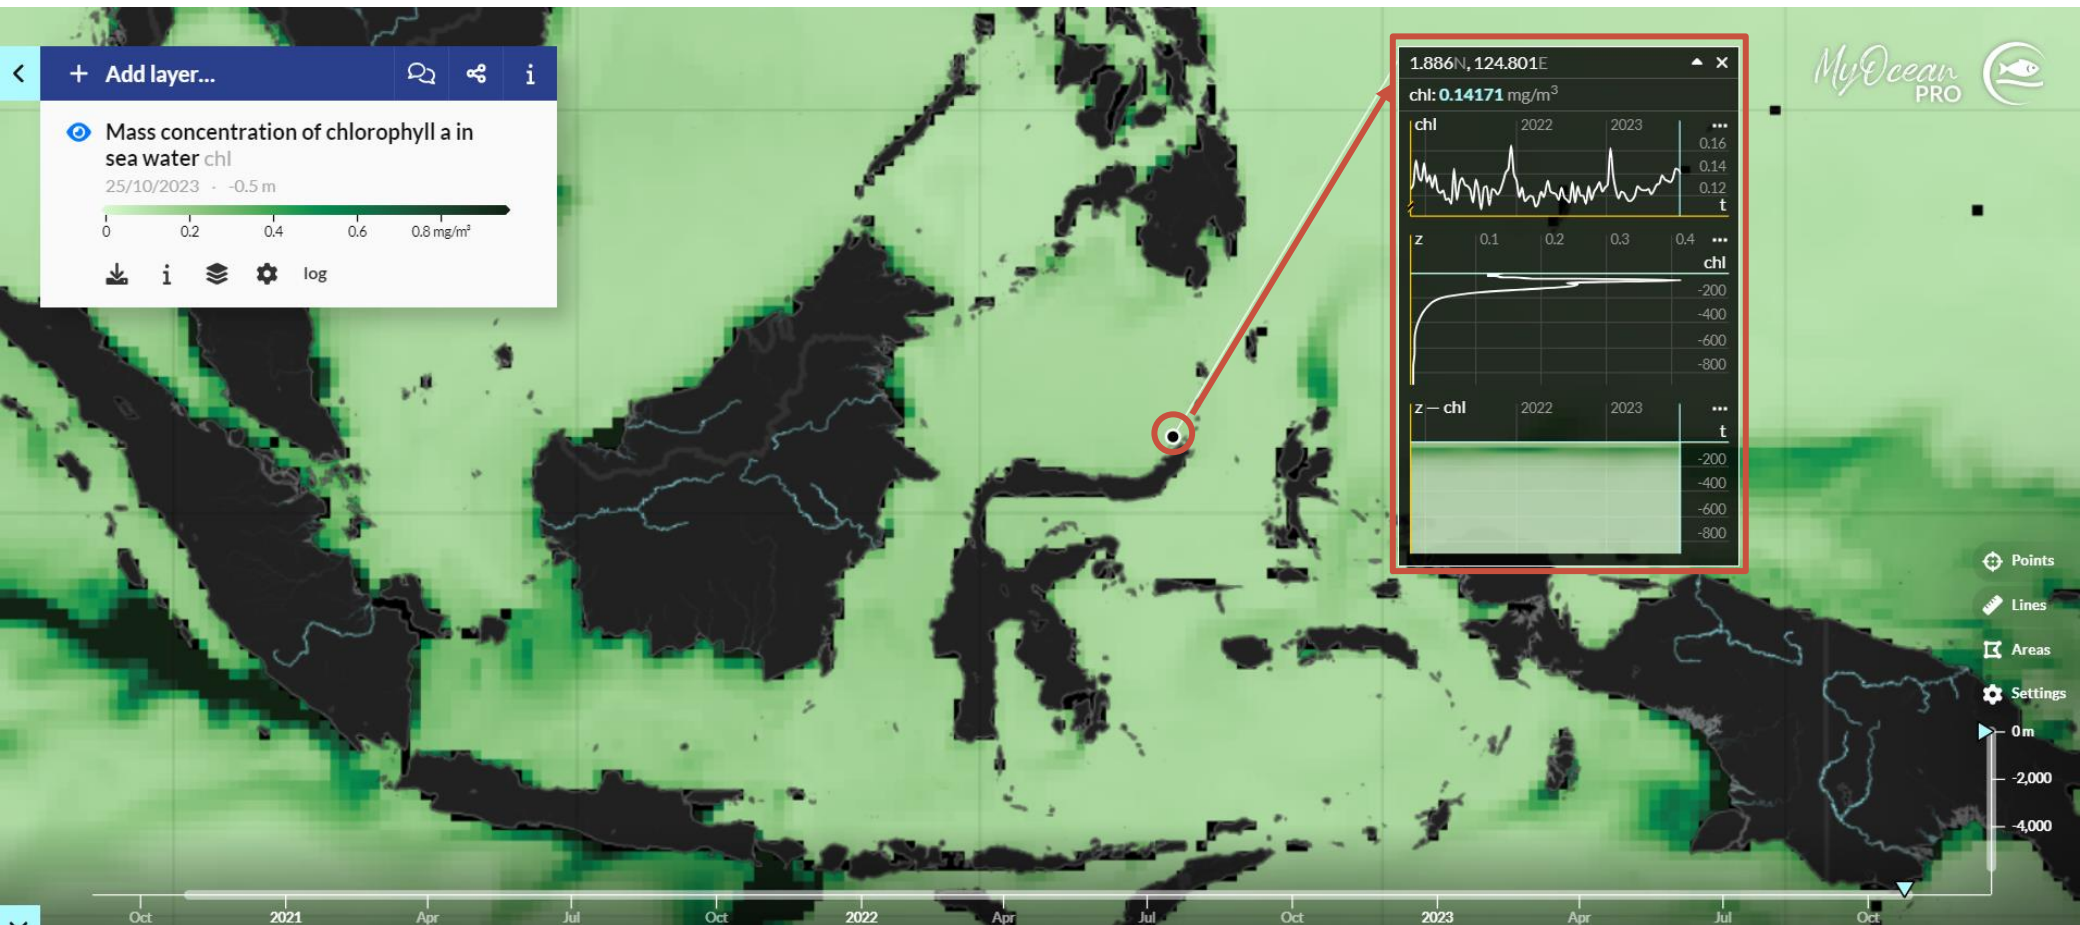 + Add layer...
i
Mass concentration of chlorophyll a in
sea water chl
25/10/2023 · -0.5 m
0 0.2 0.4 0.6 0.8 mg/m³
i log
1.886N, 124.801E
chl: 0.14171 mg/m³
chl 2022 2023 ...
0.16
0.14
0.12
t
z 0.1 0.2 0.3 0.4 ...
chl
-200
-400
-600
-800
z — chl 2022 2023 ...
t
-200
-400
-600
-800
MyOcean
PRO
Points
Lines
Areas
Settings
0 m
-2,000
-4,000
Oct 2021 Apr Jul Oct 2022 Apr Jul Oct 2023 Apr Jul Oct